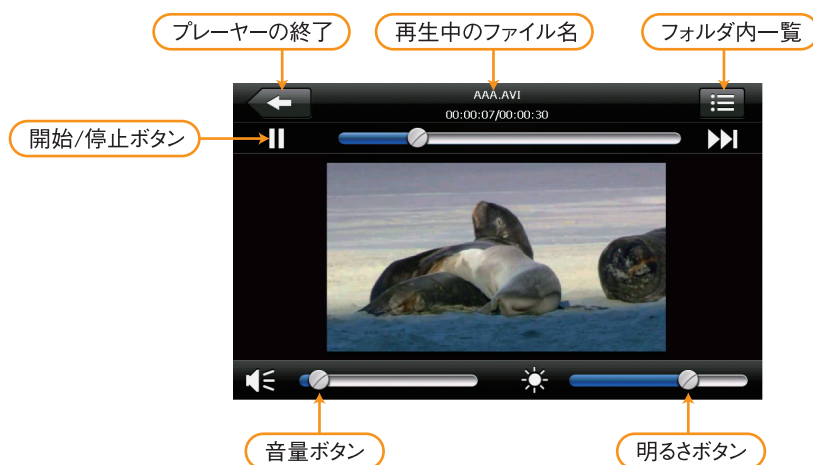 プレーヤーの終了
再生中のファイル名
フォルダ内一覧
AAA.AVI
00:00:07/00:00:30
開始/停止ボタン
音量ボタン
明るさボタン